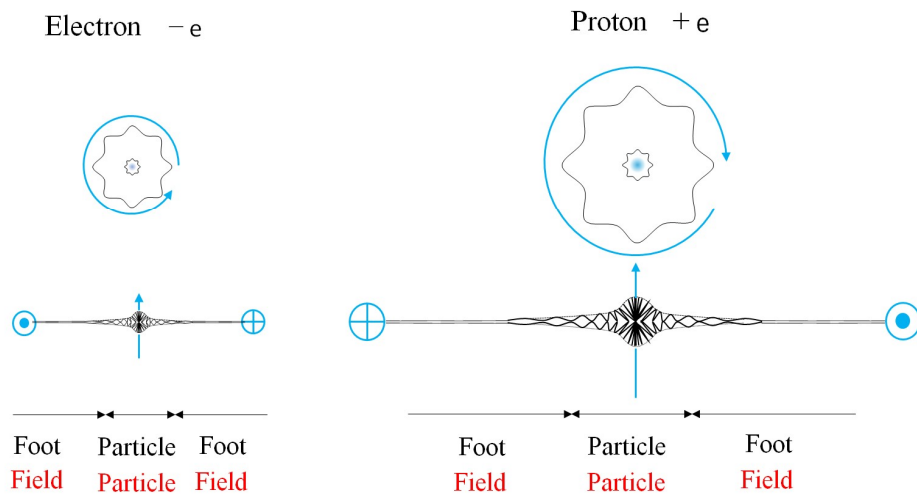 Electron − e
Proton + e
Foot Particle Foot
Field Particle Field
Foot Particle Foot
Field Particle Field